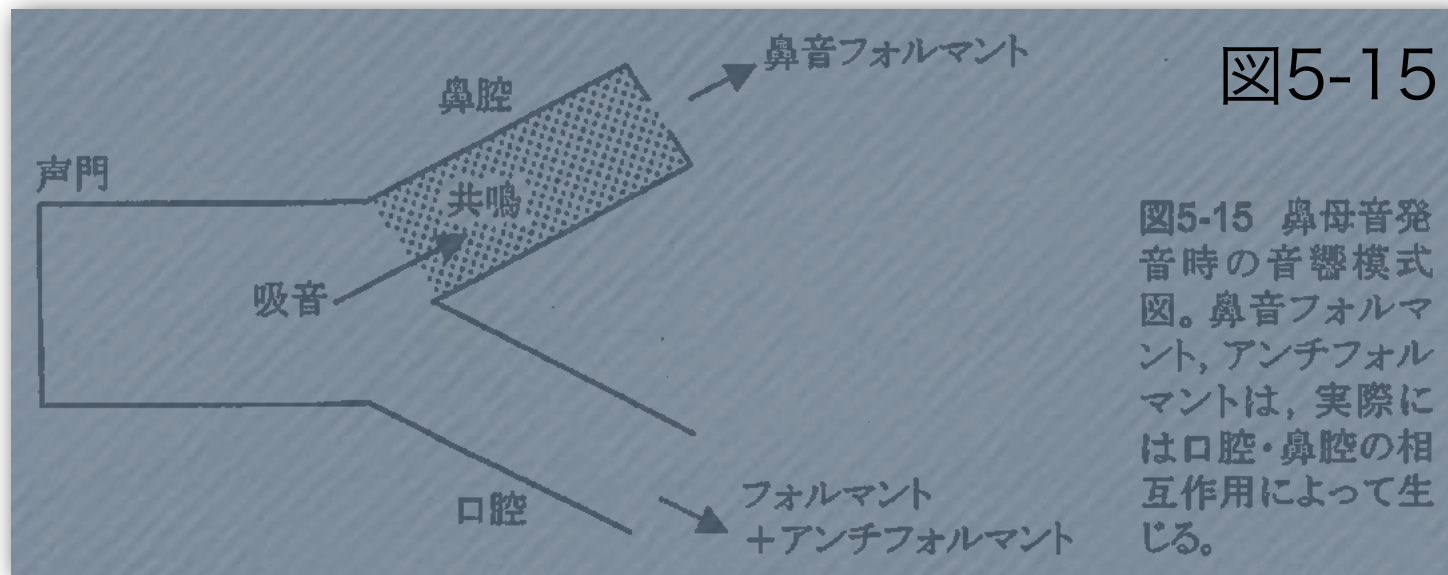 図5-15
鼻音フォルマント
鼻腔
声門
共鳴
吸音
口腔
フォルマント
＋アンチフォルマント
図5-15 鼻母音発
音時の音響模式
図。鼻音フォルマ
ント，アンチフォル
マントは，実際に
は口腔・鼻腔の相
互作用によって生
じる。